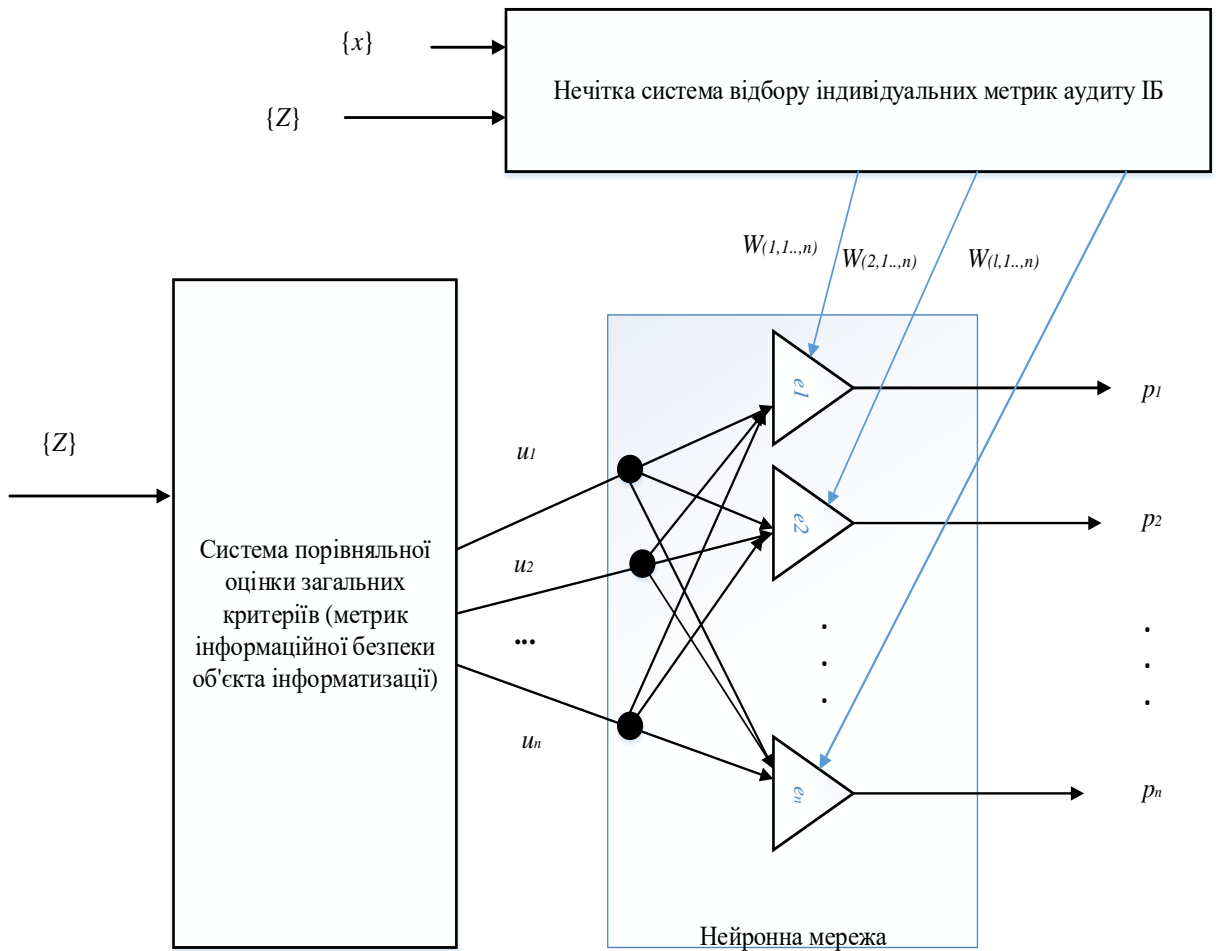 {x}
Нечітка система відбору індивідуальних метрик аудиту ІБ
{Z}
W(1,1..,n)
W(2,1..,n)
W(l,1..,n)
e1
p1
{Z}
u1
e2
p2
Система порівняльної
оцінки загальних
критеріїв (метрик
інформаційної безпеки
об'єкта інформатизації)
u2
...
un
en
pn
Нейронна мережа